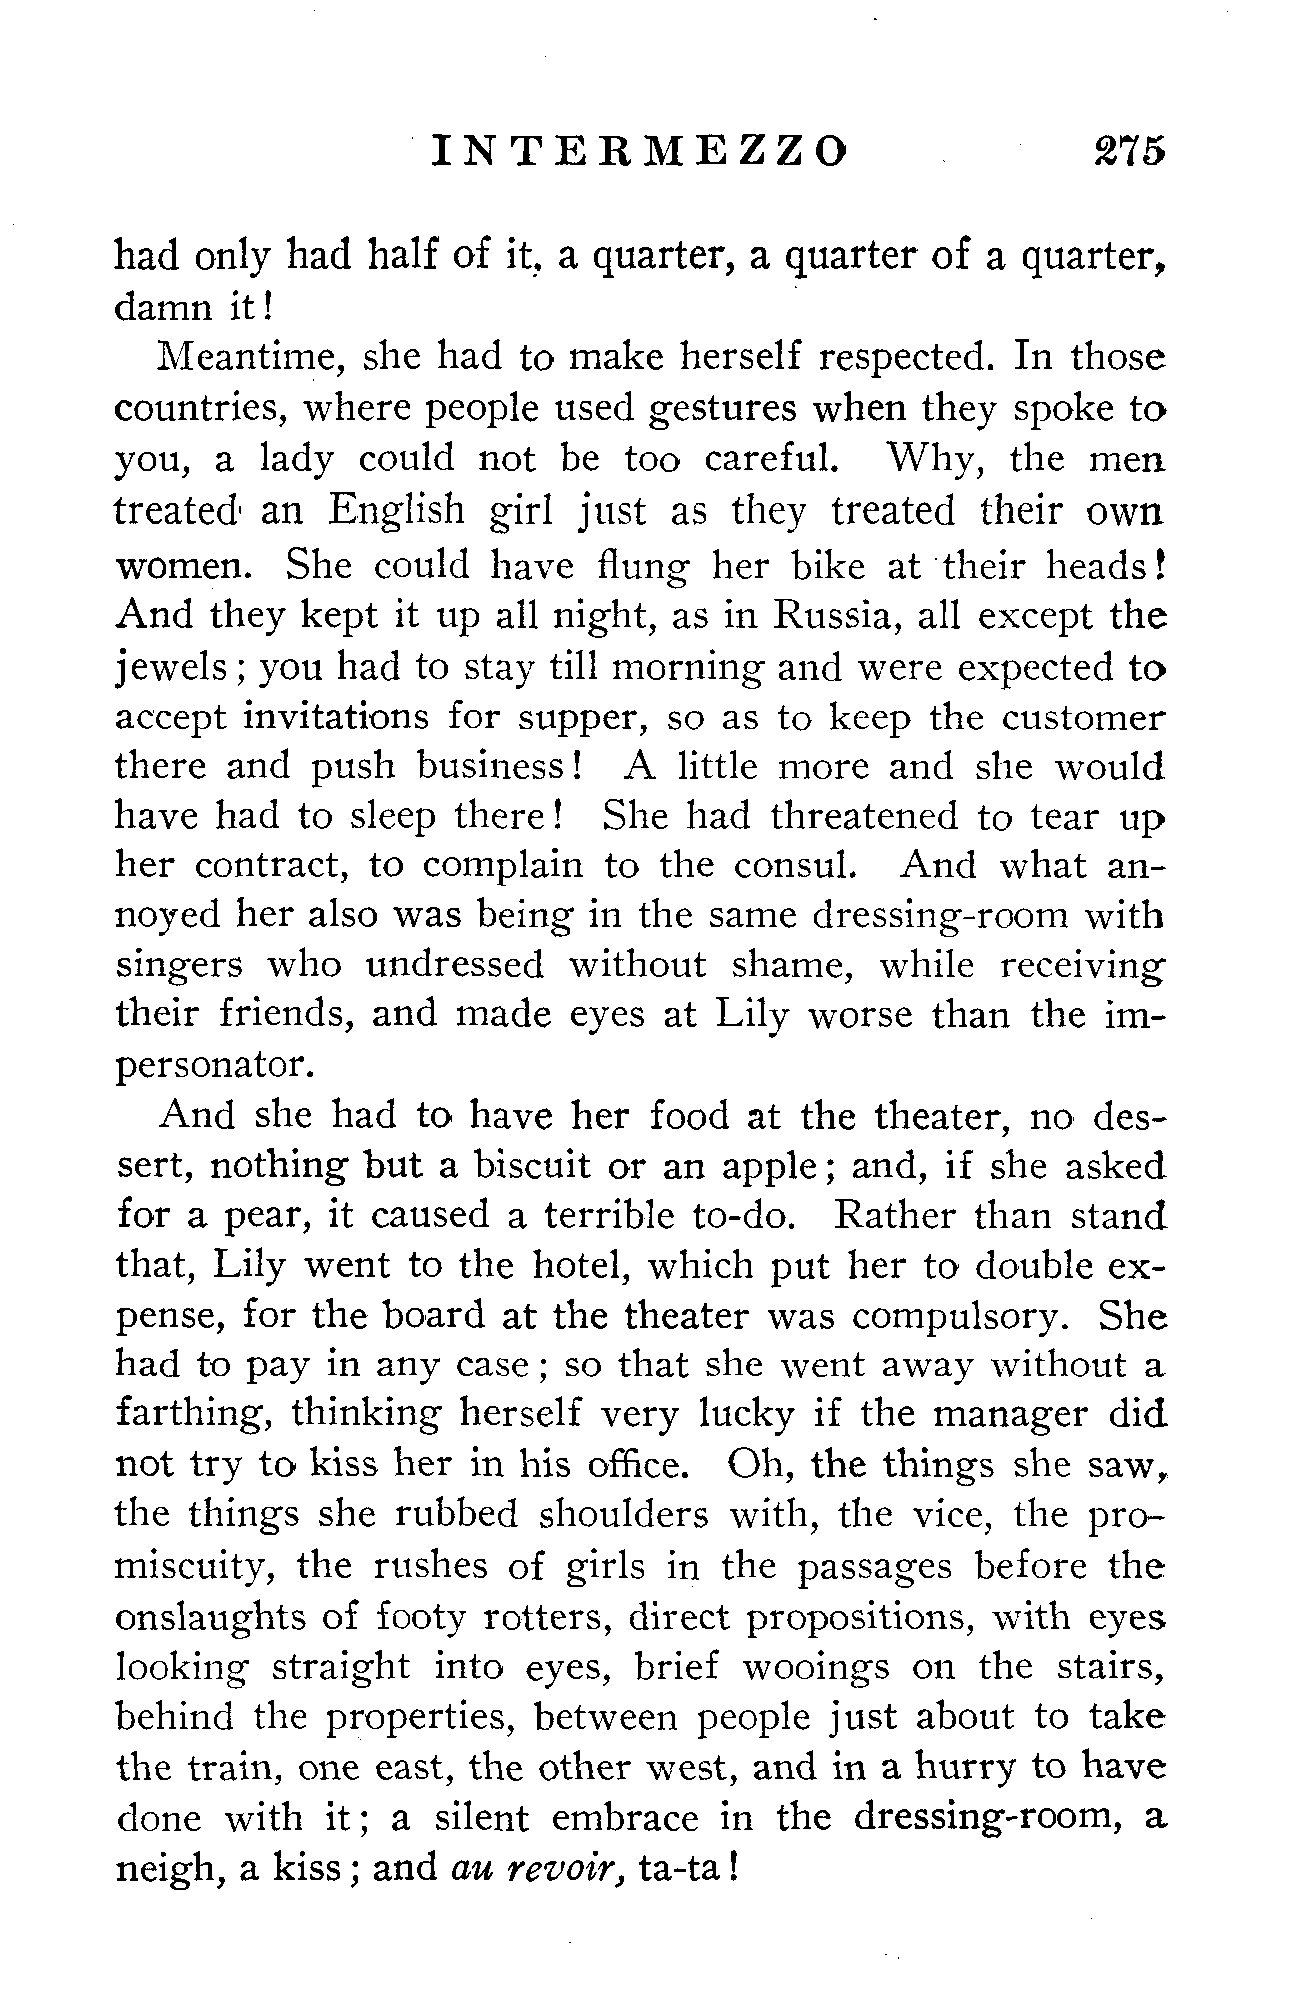 INTERMEZZO 275
had only had half of it, a quarter, a quarter of a quarter,
damn it!
Meantime, she had to make herself respected. In those
countries, where people used gestures when they spoke to
you, a lady could not be too careful. Why, the men
treated an English girl just as they treated their own
women. She could have flung her bike at their heads!
And they kept it up all night, as in Russia, all except the
jewels; you had to stay till morning and were expected to
accept invitations for supper, so as to keep the customer
there and push business! A little more and she would
have had to sleep there! She had threatened to tear up
her contract, to complain to the consul. And what an-
noyed her also was being in the same dressing-room with
singers who undressed without shame, while receiving
their friends, and made eyes at Lily worse than the im-
personator.
And she had to have her food at the theater, no des-
sert, nothing but a biscuit or an apple; and, if she asked
for a pear, it caused a terrible to-do. Rather than stand
that, Lily went to the hotel, which put her to double ex-
pense, for the board at the theater was compulsory. She
had to pay in any case; so that she went away without a
farthing, thinking herself very lucky if the manager did
not try to kiss her in his office. Oh, the things she saw,
the things she rubbed shoulders with, the vice, the pro-
miscuity, the rushes of girls in the passages before the
onslaughts of footy rotters, direct propositions, with eyes
looking straight into eyes, brief wooings on the stairs,
behind the properties, between people just about to take
the train, one east, the other west, and in a hurry to have
done with it; a silent embrace in the dressing-room, a
neigh, a kiss; and au revoir, ta-ta!